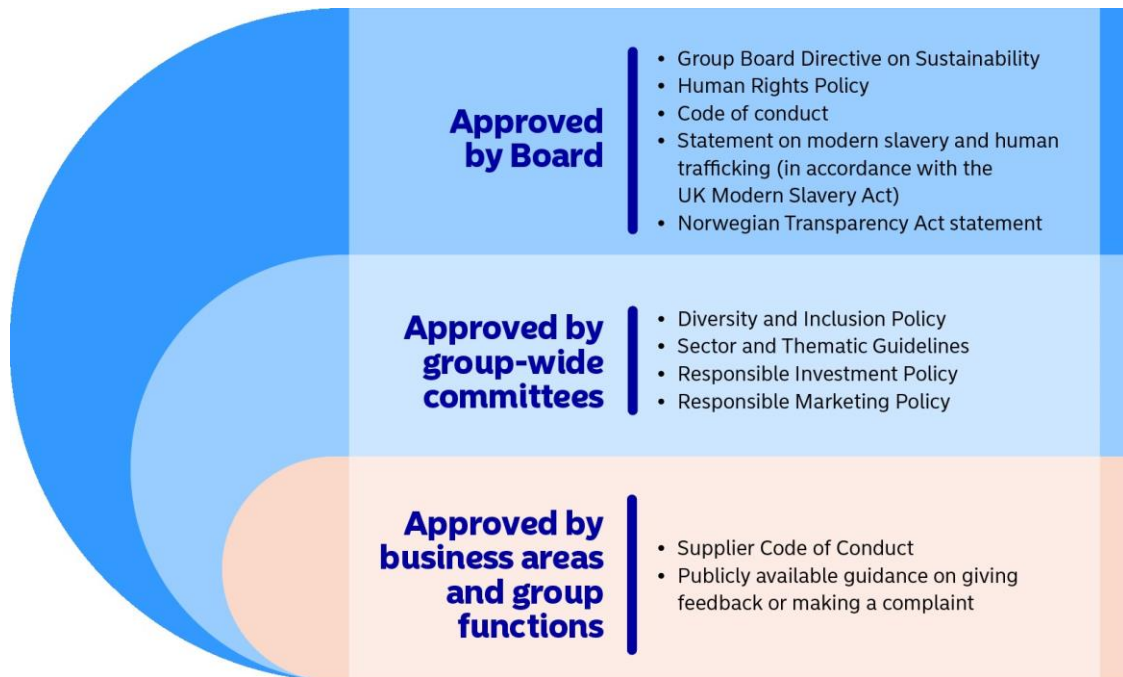 Approved
by Board
• Group Board Directive on Sustainability
• Human Rights Policy
• Code of conduct
• Statement on modern slavery and human
trafficking (in accordance with the
UK Modern Slavery Act)
• Norwegian Transparency Act statement
Approved by
group-wide
committees
• Diversity and Inclusion Policy
• Sector and Thematic Guidelines
• Responsible Investment Policy
• Responsible Marketing Policy
Approved by
business areas
and group
functions
• Supplier Code of Conduct
• Publicly available guidance on giving
feedback or making a complaint